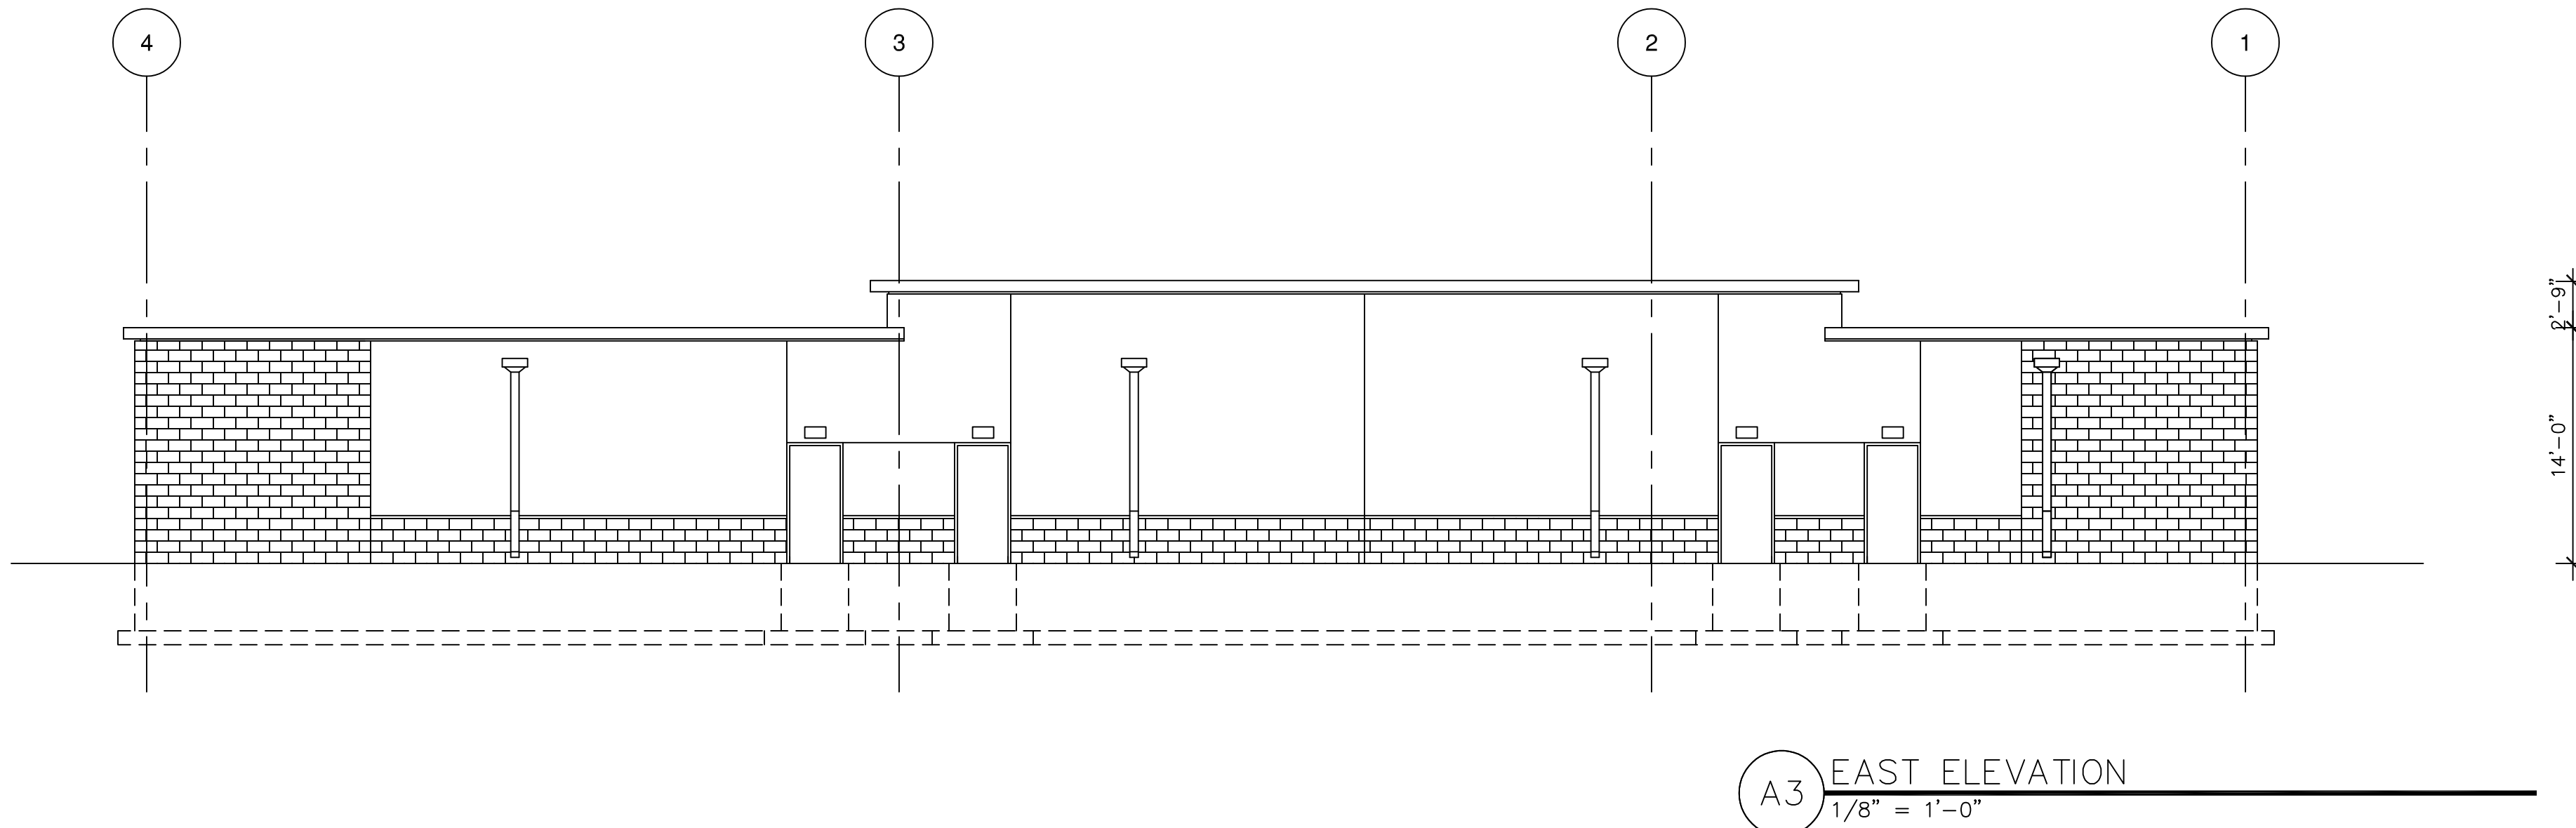 4
3
2
1
2'-9"
14'-0"
A3
EAST ELEVATION
1/8" = 1'-0"